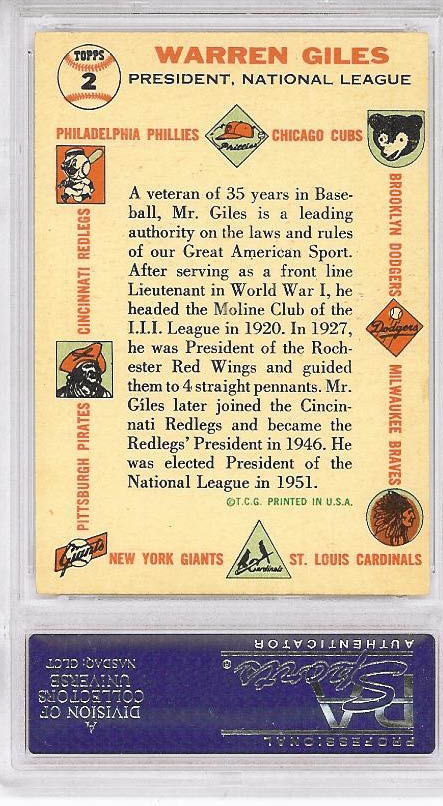 TOPPS
2
WARREN GILES
PRESIDENT, NATIONAL LEAGUE
PHILADELPHIA PHILLIES
Phillies
CHICAGO CUBS
BROOKLYN DODGERS
Dodgers
MILWAUKEE BRAVES
CINCINNATI REDLEGS
PITTSBURGH PIRATES
A veteran of 35 years in Base-
ball, Mr. Giles is a leading
authority on the laws and rules
of our Great American Sport.
After serving as a front line
Lieutenant in World War I, he
headed the Moline Club of the
I.I.I. League in 1920. In 1927,
he was President of the Roch-
ester Red Wings and guided
them to 4 straight pennants. Mr.
Giles later joined the Cincin-
nati Redlegs and became the
Redlegs' President in 1946. He
was elected President of the
National League in 1951.
©T.C.G. PRINTED IN U.S.A.
Giants
NEW YORK GIANTS
Cardinals
ST. LOUIS CARDINALS
PROFESSIONAL
PSA
Sports
®
AUTHENTICATOR
A
DIVISION OF
COLLECTORS
UNIVERSE
NASDAQ: CLCT